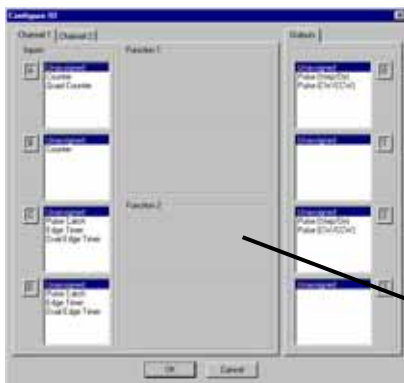 Configure IO
Channel 1 Channel 2 Outputs
Inputs Function 1
Unassigned
Counter
Quad Counter
Unassigned
Pulse (Step/Dir)
Pulse (CW/CCW)
Unassigned
Counter
Unassigned
Function 2
Unassigned
Pulse Catch
Edge Timer
Dual Edge Timer
Unassigned
Pulse (Step/Dir)
Pulse (CW/CCW)
Unassigned
Pulse Catch
Edge Timer
Dual Edge Timer
Unassigned
OK Cancel